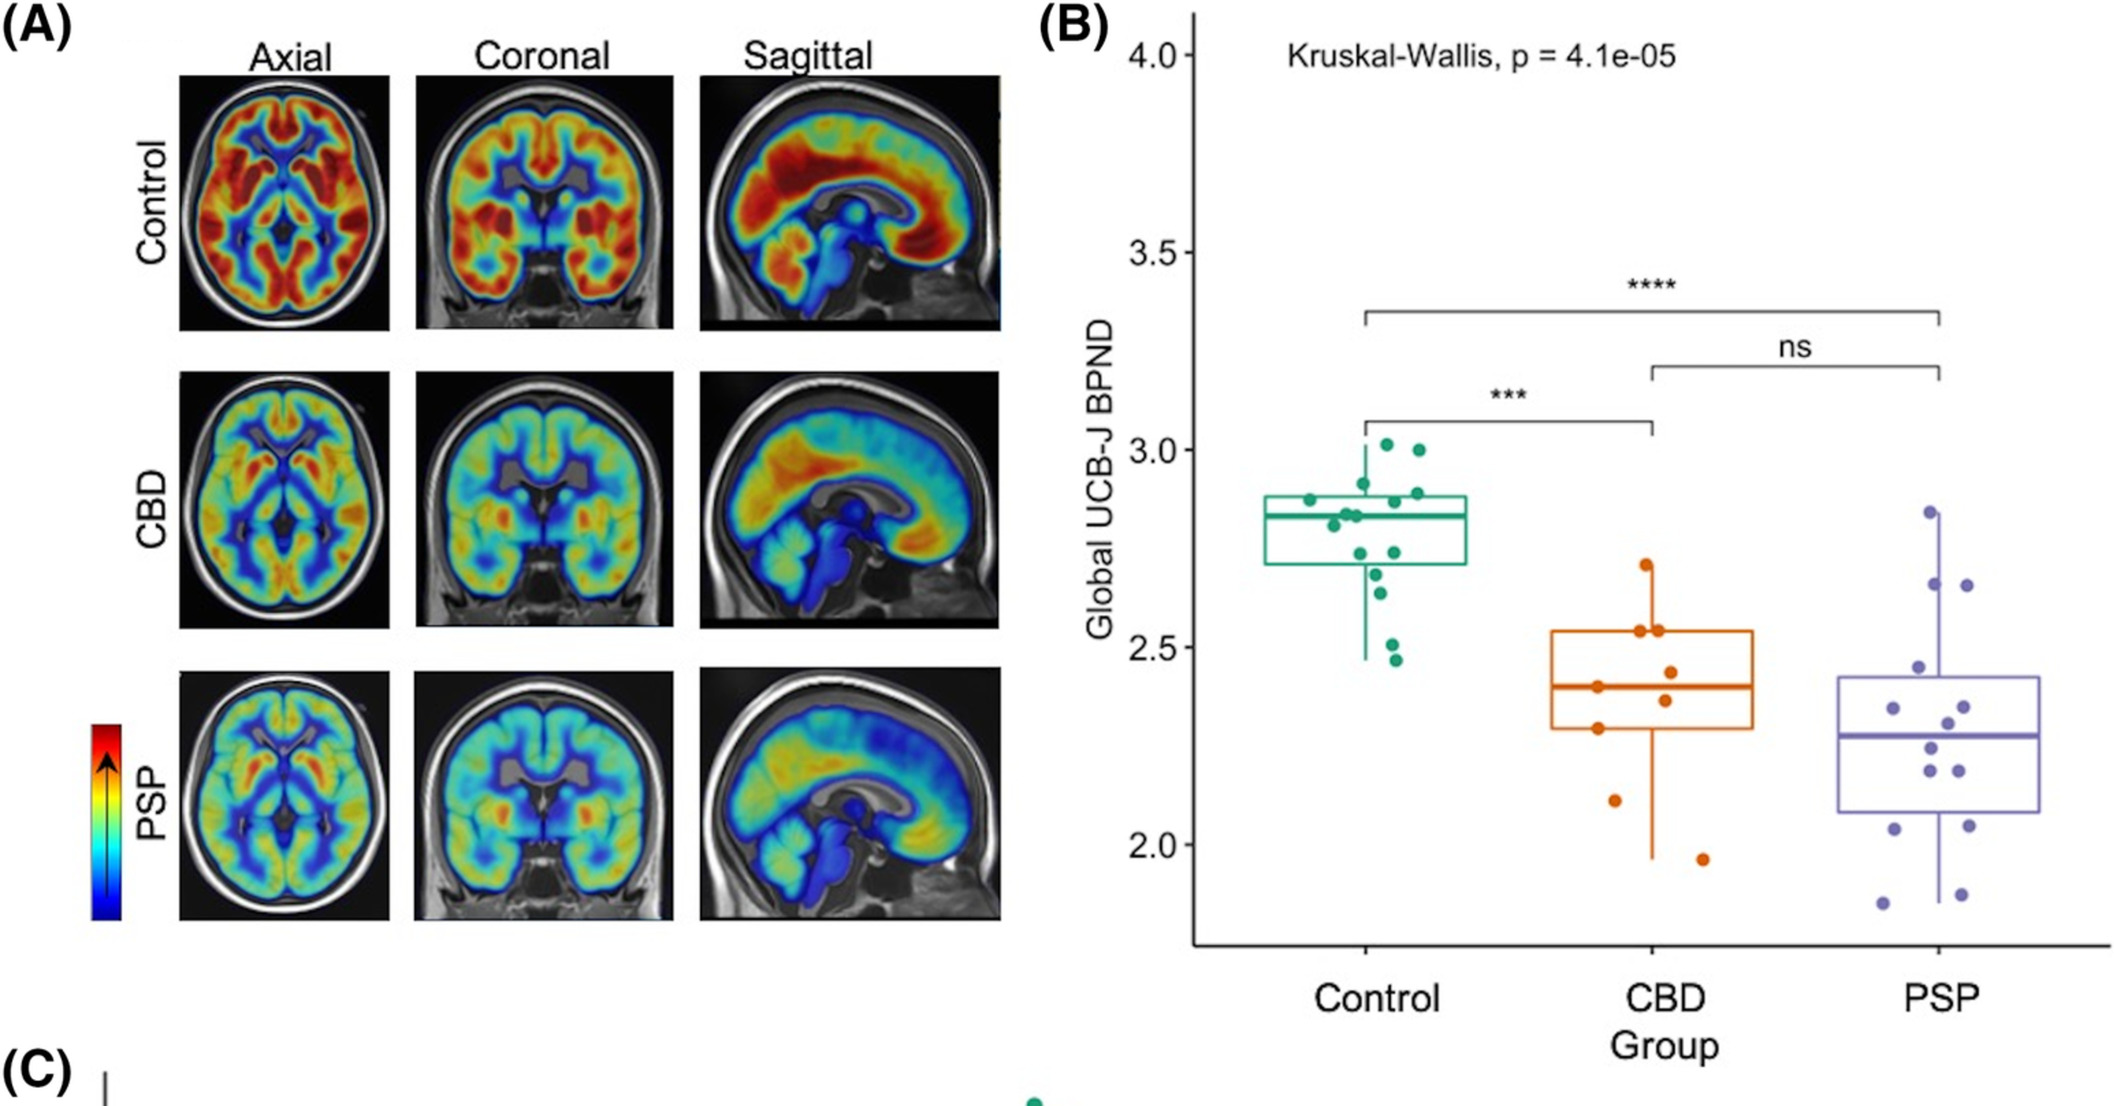 (A)
Axial Coronal Sagittal
Control
CBD
PSP
(B)
Kruskal-Wallis, p = 4.1e-05
Global UCB-J BPND
4.0
3.5
3.0
2.5
2.0
****
ns
***
Control CBD PSP
Group
(C)